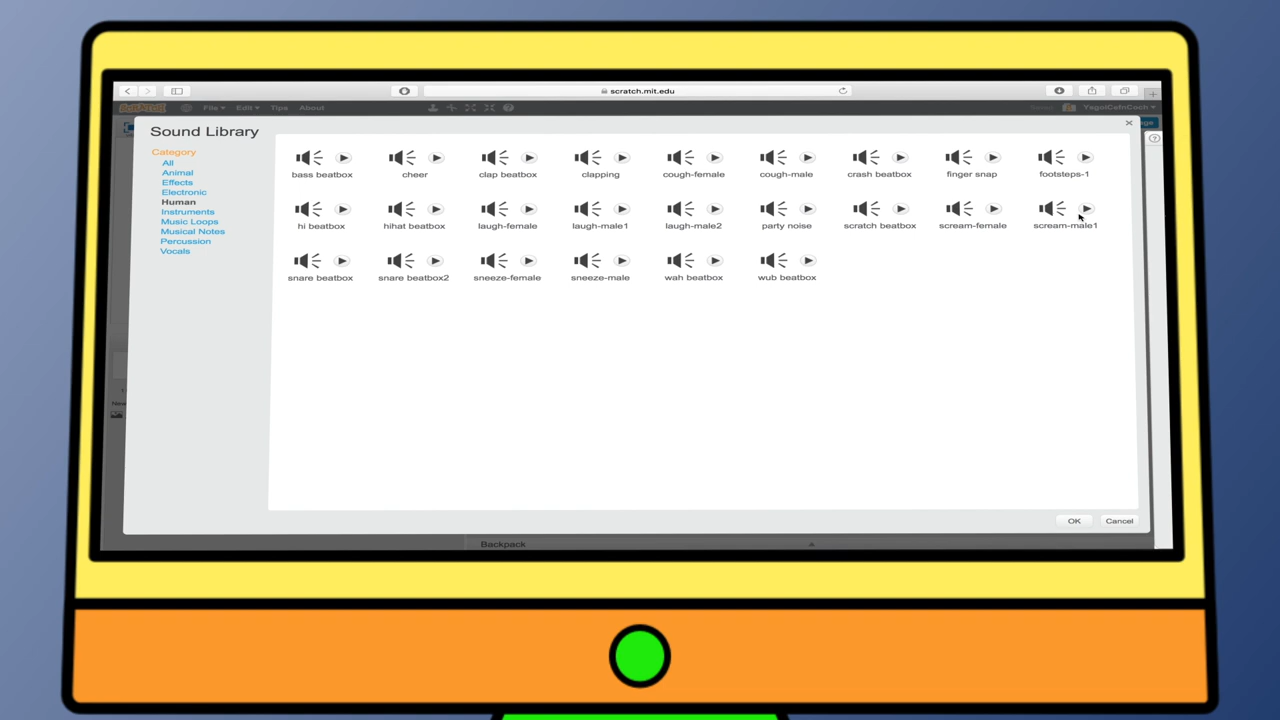 scratch.mit.edu
SCRATCH File Edit Tips About YsgolCefnCoch
Sound Library
Category
All
Animal
Effects
Electronic
Human
Instruments
Music Loops
Musical Notes
Percussion
Vocals
bass beatbox cheer clap beatbox clapping cough-female cough-male crash beatbox finger snap footsteps-1
hi beatbox hihat beatbox laugh-female laugh-male1 laugh-male2 party noise scratch beatbox scream-female scream-male1
snare beatbox snare beatbox2 sneeze-female sneeze-male wah beatbox wub beatbox
New
OK Cancel
Backpack